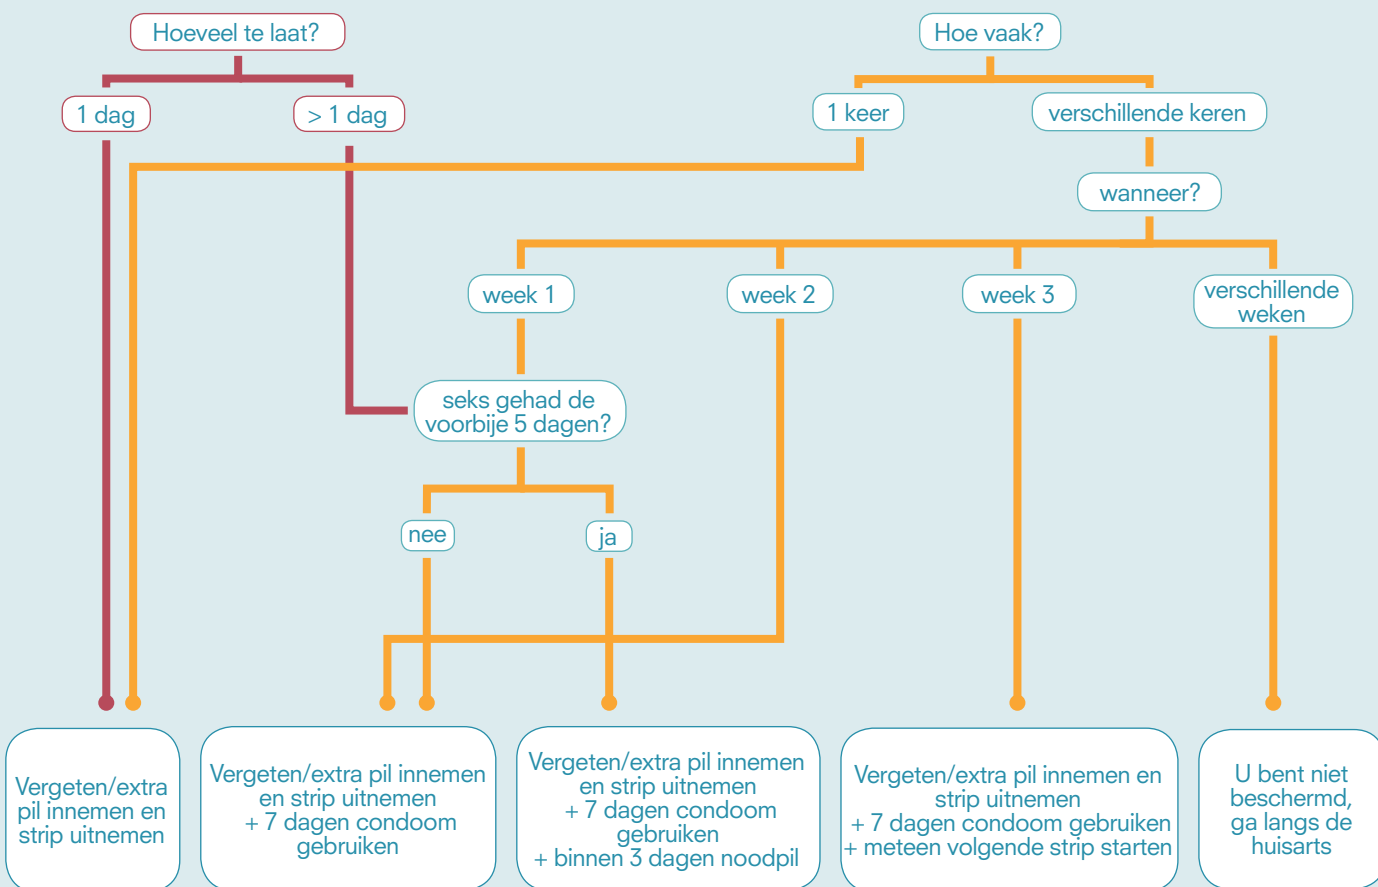 Hoeveel te laat?
Hoe vaak?
1 dag
> 1 dag
1 keer
verschillende keren
wanneer?
week 1
week 2
week 3
verschillende
weken
seks gehad de
voorbije 5 dagen?
nee
ja
Vergeten/extra
pil innemen en
strip uitnemen
Vergeten/extra pil innemen
en strip uitnemen
+ 7 dagen condoom
gebruiken
Vergeten/extra pil innemen
en strip uitnemen
+ 7 dagen condoom
gebruiken
+ binnen 3 dagen noodpil
Vergeten/extra pil innemen en
strip uitnemen
+ 7 dagen condoom gebruiken
+ meteen volgende strip starten
U bent niet
beschermd,
ga langs de
huisarts